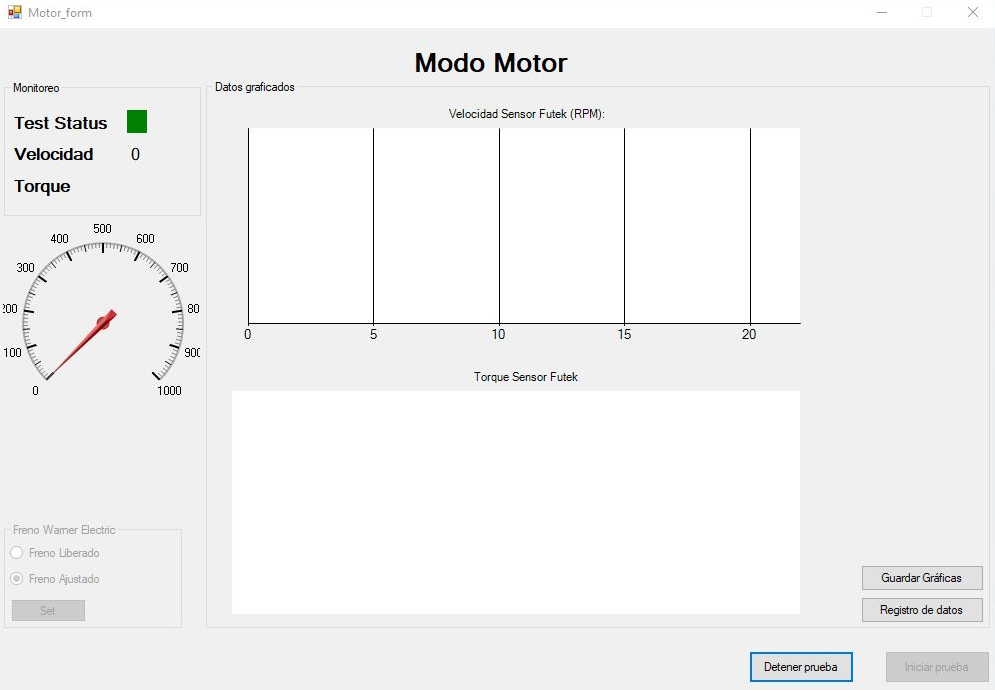 Motor_form
Modo Motor
Monitoreo
Test Status
Velocidad 0
Torque
0
100
200
300
400
500
600
700
80
900
1000
Freno Warner Electric
Freno Liberado
Freno Ajustado
Set
Datos graficados
Velocidad Sensor Futek (RPM):
0 5 10 15 20
Torque Sensor Futek
Guardar Gráficas
Registro de datos
Detener prueba Iniciar prueba